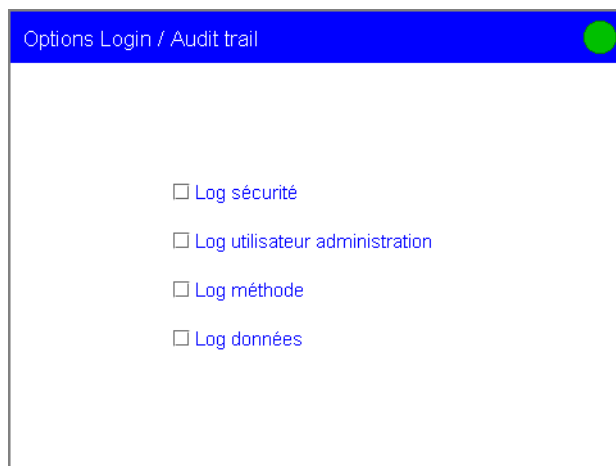 Options Login / Audit trail
Log sécurité
Log utilisateur administration
Log méthode
Log données